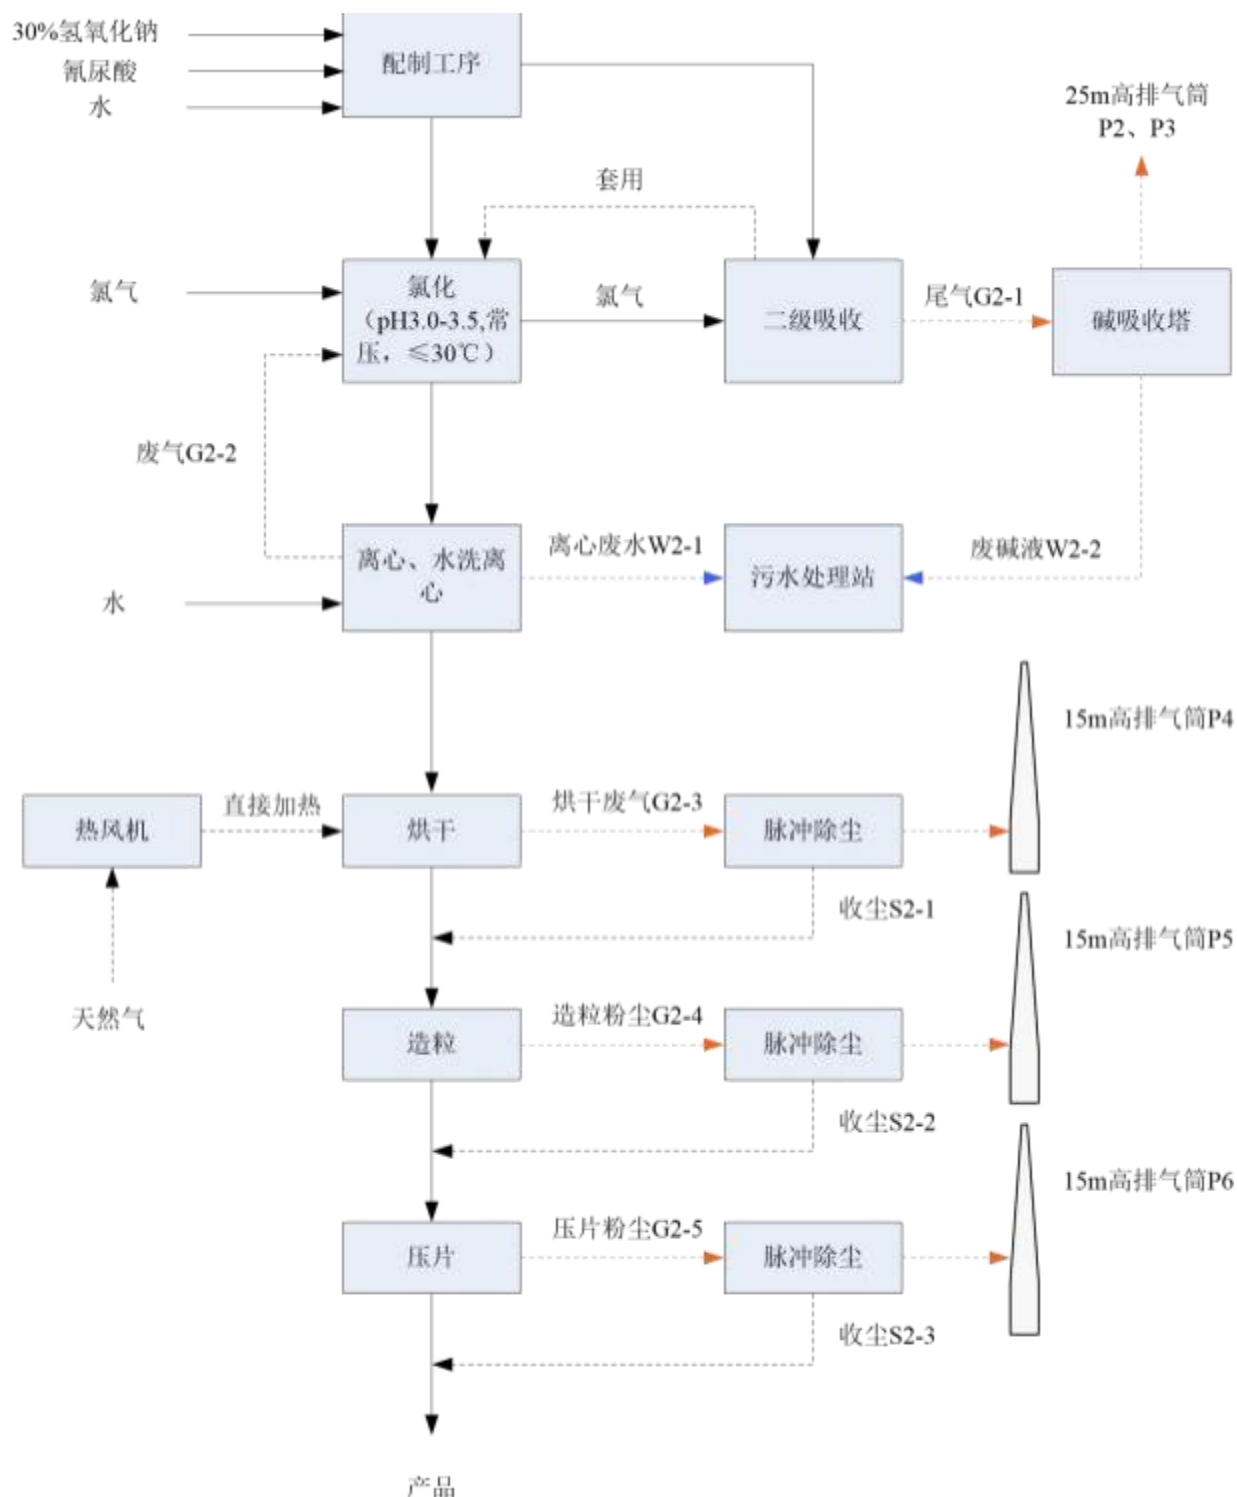 30%氢氧化钠
氰尿酸
水
配制工序
25m高排气筒
P2、P3
套用
氯气
氯化
（pH3.0-3.5,常
压，≤30℃）
氯气
二级吸收
尾气G2-1
碱吸收塔
废气G2-2
离心、水洗离
心
离心废水W2-1
污水处理站
废碱液W2-2
水
15m高排气筒P4
热风机
直接加热
烘干
烘干废气G2-3
脉冲除尘
收尘S2-1
15m高排气筒P5
天然气
造粒
造粒粉尘G2-4
脉冲除尘
收尘S2-2
15m高排气筒P6
压片
压片粉尘G2-5
脉冲除尘
收尘S2-3
产品